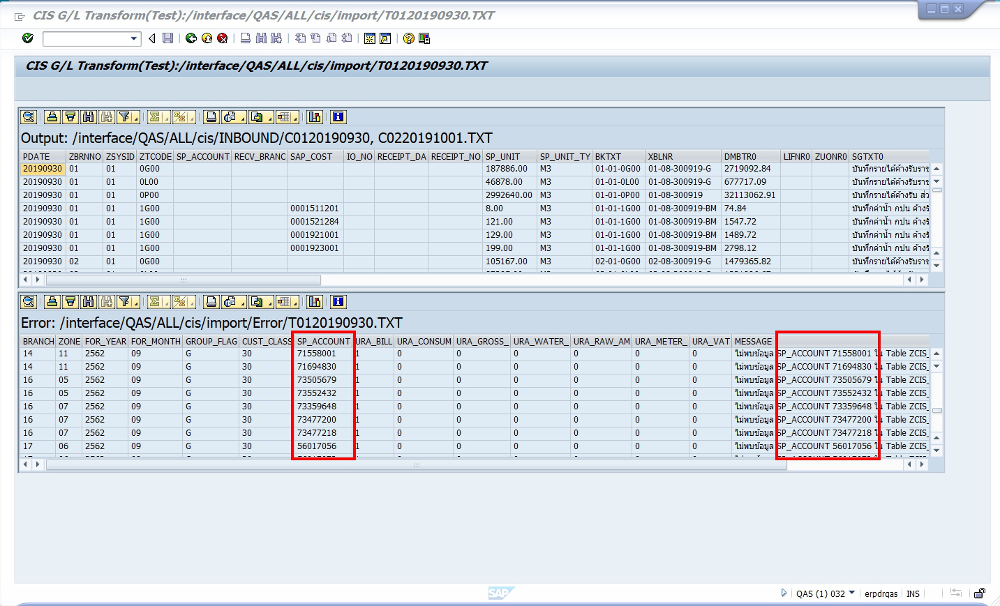 CIS G/L Transform(Test):/interface/QAS/ALL/cis/import/T0120190930.TXT
CIS G/L Transform(Test):/interface/QAS/ALL/cis/import/T0120190930.TXT
Output: /interface/QAS/ALL/cis/INBOUND/C0120190930, C0220191001.TXT
PDATE ZBRNNO ZSYSID ZTCODE SP_ACCOUNT RECV_BRANC SAP_COST IO_NO RECEIPT_DA RECEIPT_NO SP_UNIT SP_UNIT_TY BKTXT XBLNR DMBTR0 LIFNR0 ZUONR0 SGTXT0
20190930 01 01 0G00 187886.00 M3 01-01-0G00 01-08-300919-G 2719092.84 บันทึกรายได้ค้างรับราช
20190930 01 01 0L00 46878.00 M3 01-01-0L00 01-08-300919-G 677717.09 บันทึกรายได้ค้างรับราช
20190930 01 01 0P00 2992640.00 M3 01-01-0P00 01-08-300919 32113062.91 บันทึกรายได้ค้างรับ ส่ว
20190930 01 01 1G00 0001511201 8.00 M3 01-01-1G00 01-08-300919-BM 74.84 บันทึกค่าน้ำ กปน ค้างรั
20190930 01 01 1G00 0001521284 121.00 M3 01-01-1G00 01-08-300919-BM 1547.72 บันทึกค่าน้ำ กปน ค้างรั
20190930 01 01 1G00 0001921001 129.00 M3 01-01-1G00 01-08-300919-BM 1489.72 บันทึกค่าน้ำ กปน ค้างรั
20190930 01 01 1G00 0001923001 199.00 M3 01-01-1G00 01-08-300919-BM 2798.12 บันทึกค่าน้ำ กปน ค้างรั
20190930 02 01 0G00 105167.00 M3 02-01-0G00 02-08-300919-G 1479365.82 บันทึกรายได้ค้างรับราช
Error: /interface/QAS/ALL/cis/import/Error/T0120190930.TXT
BRANCH ZONE FOR_YEAR FOR_MONTH GROUP_FLAG CUST_CLASS SP_ACCOUNT URA_BILL URA_CONSUM URA_GROSS_ URA_WATER_ URA_RAW_AM URA_METER_ URA_VAT MESSAGE
14 11 2562 09 G 30 71558001 1 0 0 0 0 0 0 ไม่พบข้อมูล SP_ACCOUNT 71558001 ใน Table ZCIS_
14 11 2562 09 G 30 71694830 1 0 0 0 0 0 0 ไม่พบข้อมูล SP_ACCOUNT 71694830 ใน Table ZCIS_
16 05 2562 09 G 30 73505679 1 0 0 0 0 0 0 ไม่พบข้อมูล SP_ACCOUNT 73505679 ใน Table ZCIS_
16 05 2562 09 G 30 73552432 1 0 0 0 0 0 0 ไม่พบข้อมูล SP_ACCOUNT 73552432 ใน Table ZCIS_
16 07 2562 09 G 30 73359648 1 0 0 0 0 0 0 ไม่พบข้อมูล SP_ACCOUNT 73359648 ใน Table ZCIS_
16 07 2562 09 G 30 73477200 1 0 0 0 0 0 0 ไม่พบข้อมูล SP_ACCOUNT 73477200 ใน Table ZCIS_
16 07 2562 09 G 30 73477218 1 0 0 0 0 0 0 ไม่พบข้อมูล SP_ACCOUNT 73477218 ใน Table ZCIS_
17 06 2562 09 G 30 56017056 1 0 0 0 0 0 0 ไม่พบข้อมูล SP_ACCOUNT 56017056 ใน Table ZCIS_
SAP
QAS (1) 032 erpdrqas INS